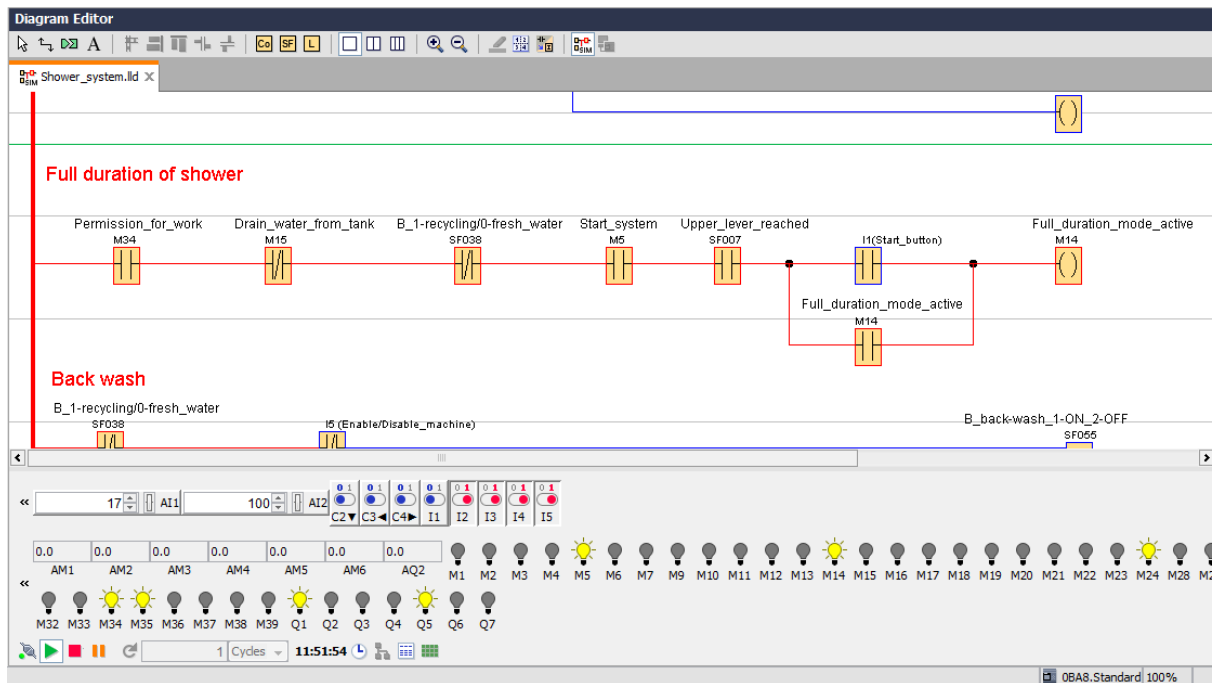 Diagram Editor
A Co SF L
Shower_system.lld
Full duration of shower
Permission_for_work Drain_water_from_tank B_1-recycling/0-fresh_water Start_system Upper_lever_reached Full_duration_mode_active
M34 M15 SF038 M5 SF007 I1(Start_button) M14
Full_duration_mode_active
M14
Back wash
B_1-recycling/0-fresh_water
SF038 I5 (Enable/Disable_machine) B_back-wash_1-ON_2-OFF
SF055
17 AI1 100 AI2
0 1 0 1 0 1 0 1 0 1 0 1 0 1 0 1
C2▼ C3◄ C4► I1 I2 I3 I4 I5
0.0 0.0 0.0 0.0 0.0 0.0 0.0
AM1 AM2 AM3 AM4 AM5 AM6 AQ2 M1 M2 M3 M4 M5 M6 M7 M9 M10 M11 M12 M13 M14 M15 M16 M17 M18 M19 M20 M21 M22 M23 M24 M28
M32 M33 M34 M35 M36 M37 M38 M39 Q1 Q2 Q3 Q4 Q5 Q6 Q7
1 Cycles 11:51:54
0BA8.Standard 100%